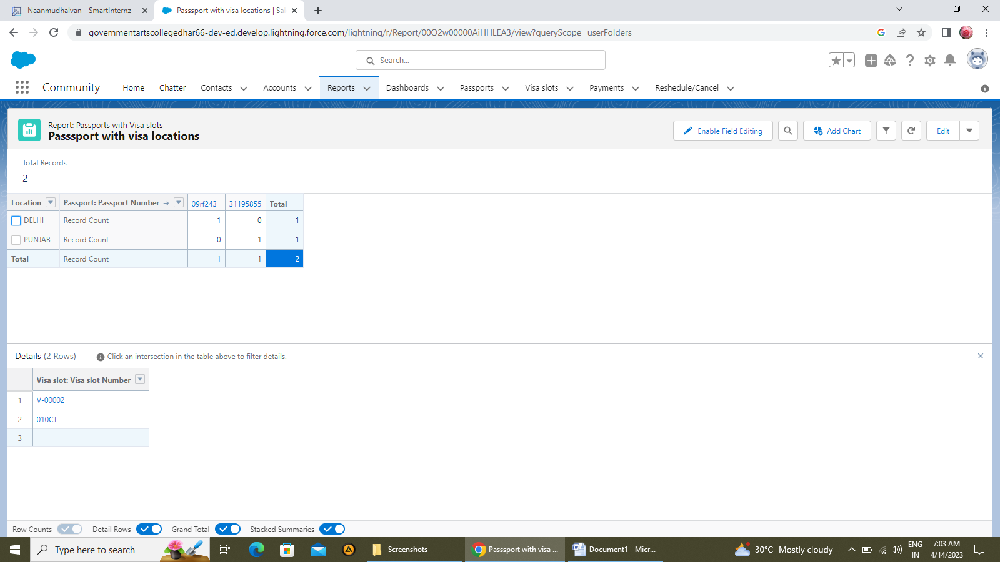 Naanmudhalvan - SmartInternz
Passsport with visa locations | Sal
governmentartscollegedhar66-dev-ed.develop.lightning.force.com/lightning/r/Report/00O2w00000AiHHLEA3/view?queryScope=userFolders
Search...
Community Home Chatter Contacts Accounts Reports Dashboards Passports Visa slots Payments Reshedule/Cancel
Report: Passports with Visa slots
Passsport with visa locations
Enable Field Editing Add Chart Edit
Total Records
2
Location Passport: Passport Number → 09rf243 31195855 Total
DELHI Record Count 1 0 1
PUNJAB Record Count 0 1 1
Total Record Count 1 1 2
Details (2 Rows) Click an intersection in the table above to filter details.
Visa slot: Visa slot Number
1 V-00002
2 010CT
3
Row Counts Detail Rows Grand Total Stacked Summaries
Type here to search
Screenshots
Passsport with visa ...
Document1 - Micr...
30°C Mostly cloudy
ENG
IN
7:03 AM
4/14/2023